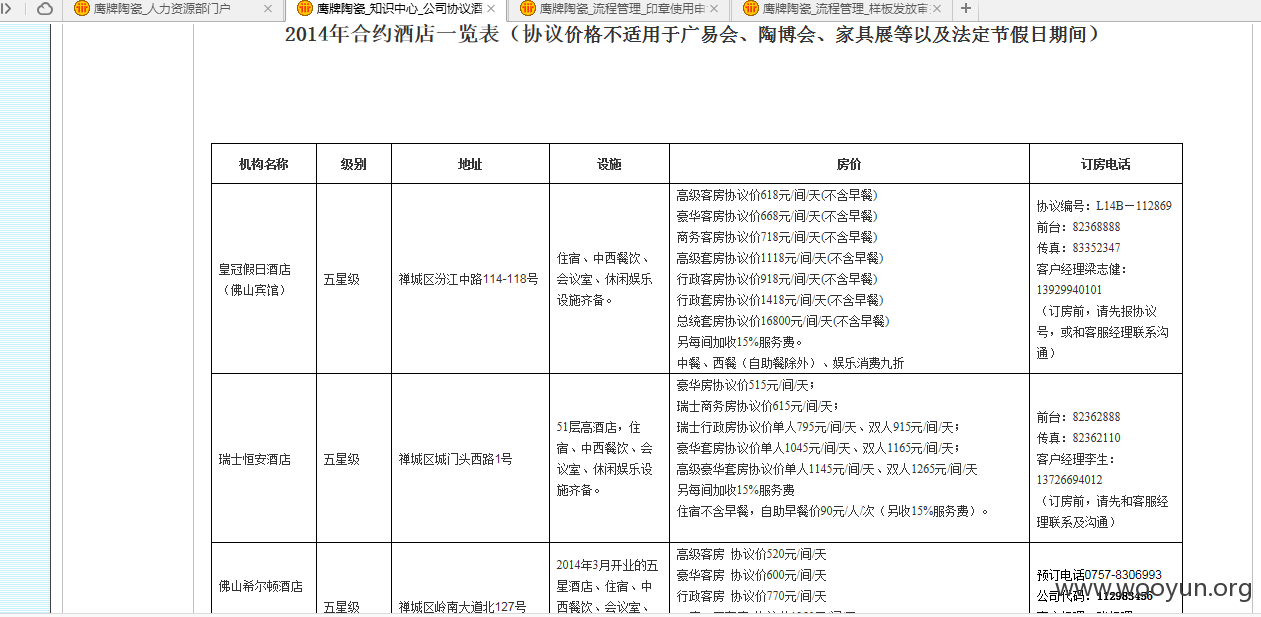 鹰牌陶瓷_人力资源部门户
鹰牌陶瓷_知识中心_公司协议酒
鹰牌陶瓷_流程管理_印章使用申
鹰牌陶瓷_流程管理_样板发放审
2014年合约酒店一览表（协议价格不适用于广易会、陶博会、家具展等以及法定节假日期间）
机构名称 级别 地址 设施 房价 订房电话
皇冠假日酒店
（佛山宾馆）
五星级
禅城区汾江中路114-118号
住宿、中西餐饮、
会议室、休闲娱乐
设施齐备。
高级客房协议价618元/间/天(不含早餐)
豪华客房协议价668元/间/天(不含早餐)
商务客房协议价718元/间/天(不含早餐)
高级套房协议价1118元/间/天(不含早餐)
行政客房协议价918元/间/天(不含早餐)
行政套房协议价1418元/间/天(不含早餐)
总统套房协议价16800元/间/天(不含早餐)
另每间加收15%服务费。
中餐、西餐（自助餐除外）、娱乐消费九折
协议编号：L14B－112869
前台：82368888
传真：83352347
客户经理梁志健：
13929940101
（订房前，请先报协议
号，或和客服经理联系沟
通）
瑞士恒安酒店
五星级
禅城区城门头西路1号
51层高酒店，住
宿、中西餐饮、会
议室、休闲娱乐设
施齐备。
豪华房协议价515元/间/天；
瑞士商务房协议价615元/间/天；
瑞士行政房协议价单人795元/间/天、双人915元/间/天；
豪华套房协议价单人1045元/间/天、双人1165元/间/天；
高级豪华套房协议价单人1145元/间/天、双人1265元/间/天
另每间加收15%服务费
住宿不含早餐，自助早餐价90元/人/次（另收15%服务费）。
前台：82362888
传真：82362110
客户经理李生：
13726694012
（订房前，请先和客服经
理联系及沟通）
佛山希尔顿酒店
五星级
禅城区岭南大道北127号
2014年3月开业的五
星酒店、住宿、中
西餐饮、会议室、
高级客房 协议价520元/间/天
豪华客房 协议价600元/间/天
行政客房 协议价770元/间/天
预订电话0757-8306993
公司代码：112983456
www.wooyun.org